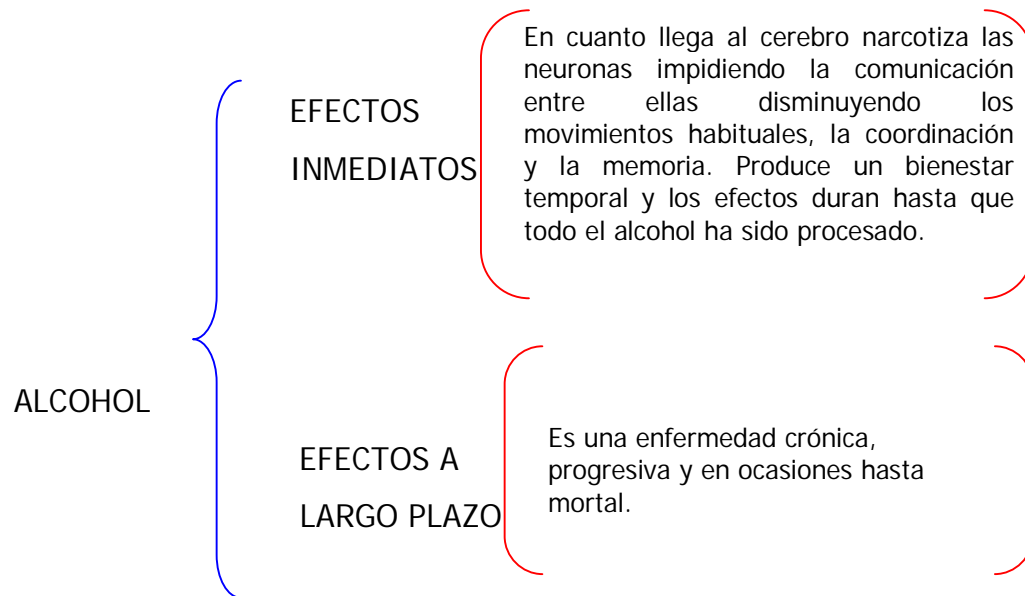 En cuanto llega al cerebro narcotiza las
neuronas impidiendo la comunicación
entre ellas disminuyendo los
movimientos habituales, la coordinación
y la memoria. Produce un bienestar
temporal y los efectos duran hasta que
todo el alcohol ha sido procesado.
EFECTOS
INMEDIATOS
ALCOHOL
EFECTOS A
LARGO PLAZO
Es una enfermedad crónica,
progresiva y en ocasiones hasta
mortal.